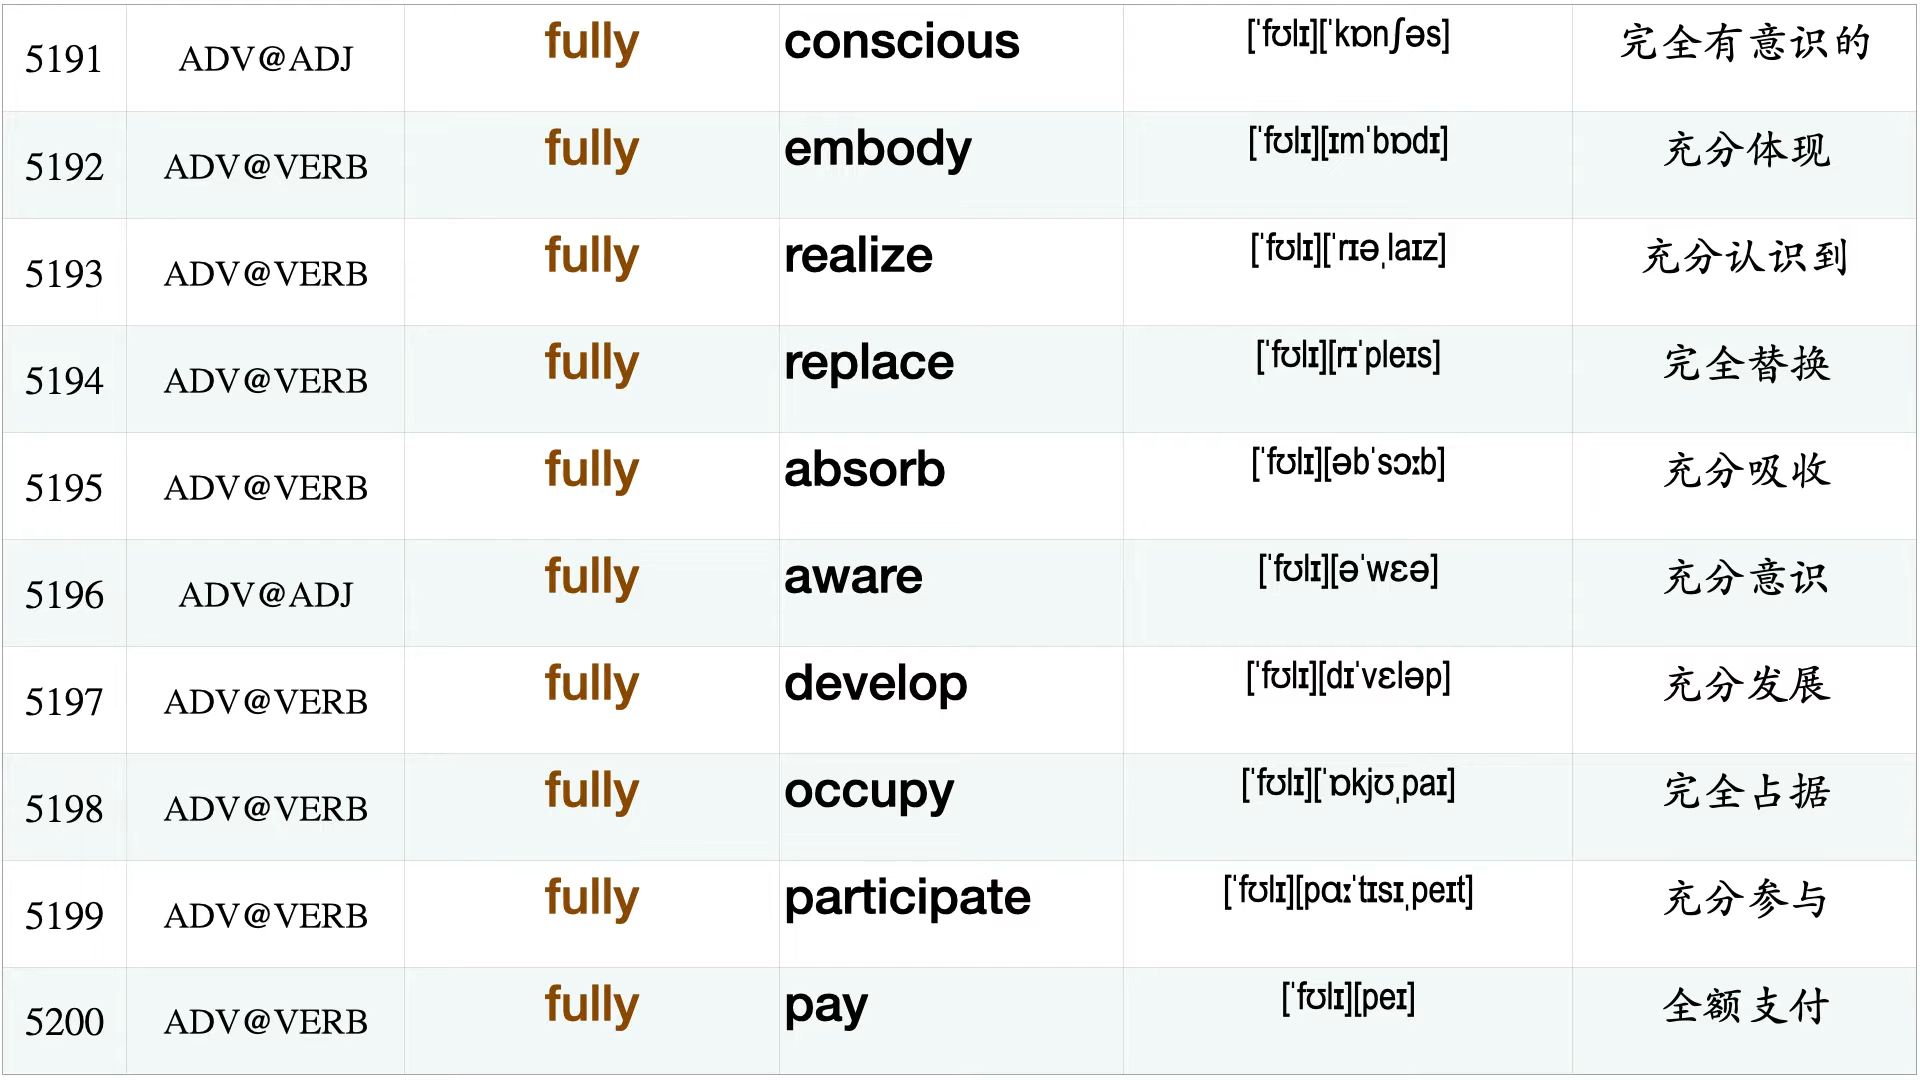 5191 ADV@ADJ fully conscious [ˈfʊlɪ][ˈkɒnʃəs] 完全有意识的
5192 ADV@VERB fully embody [ˈfʊlɪ][ɪmˈbɒdɪ] 充分体现
5193 ADV@VERB fully realize [ˈfʊlɪ][ˈrɪəˌlaɪz] 充分认识到
5194 ADV@VERB fully replace [ˈfʊlɪ][rɪˈpleɪs] 完全替换
5195 ADV@VERB fully absorb [ˈfʊlɪ][əbˈsɔːb] 充分吸收
5196 ADV@ADJ fully aware [ˈfʊlɪ][əˈwɛə] 充分意识
5197 ADV@VERB fully develop [ˈfʊlɪ][dɪˈvɛləp] 充分发展
5198 ADV@VERB fully occupy [ˈfʊlɪ][ˈɒkjʊˌpaɪ] 完全占据
5199 ADV@VERB fully participate [ˈfʊlɪ][pɑːˈtɪsɪˌpeɪt] 充分参与
5200 ADV@VERB fully pay [ˈfʊlɪ][peɪ] 全额支付